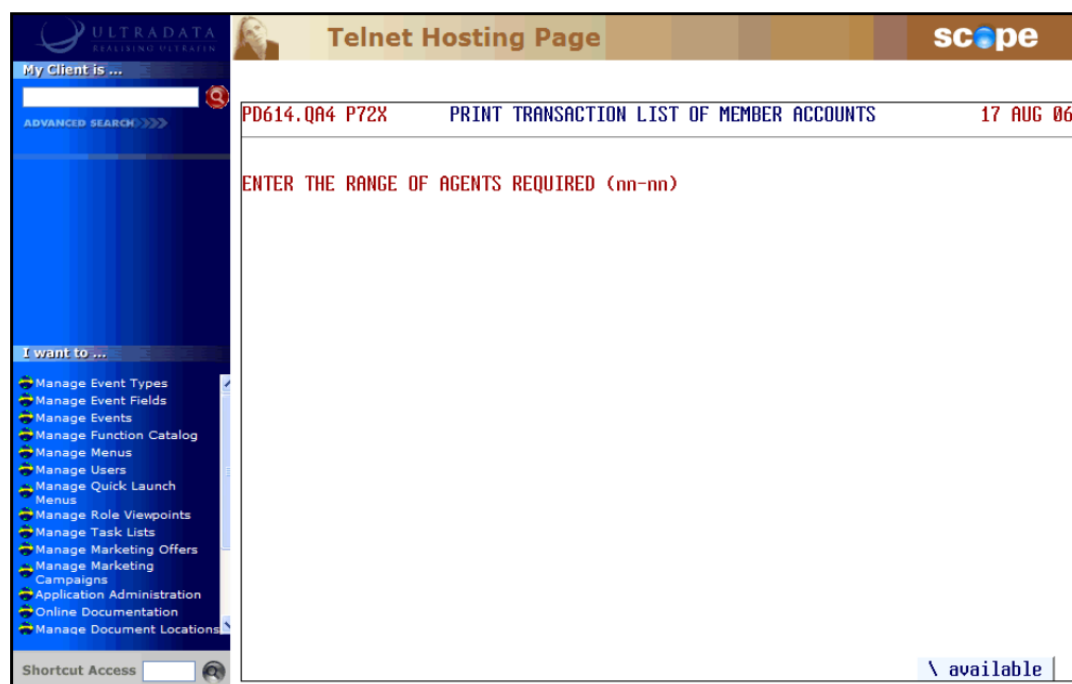 ULTRADATA
REALISING ULTRAFIN
Telnet Hosting Page
scope
My Client is ...
ADVANCED SEARCH
PD614.QA4 P72X PRINT TRANSACTION LIST OF MEMBER ACCOUNTS 17 AUG 06
ENTER THE RANGE OF AGENTS REQUIRED (nn-nn)
I want to ...
Manage Event Types
Manage Event Fields
Manage Events
Manage Function Catalog
Manage Menus
Manage Users
Manage Quick Launch
Menus
Manage Role Viewpoints
Manage Task Lists
Manage Marketing Offers
Manage Marketing
Campaigns
Application Administration
Online Documentation
Manage Document Locations
Shortcut Access
\ available